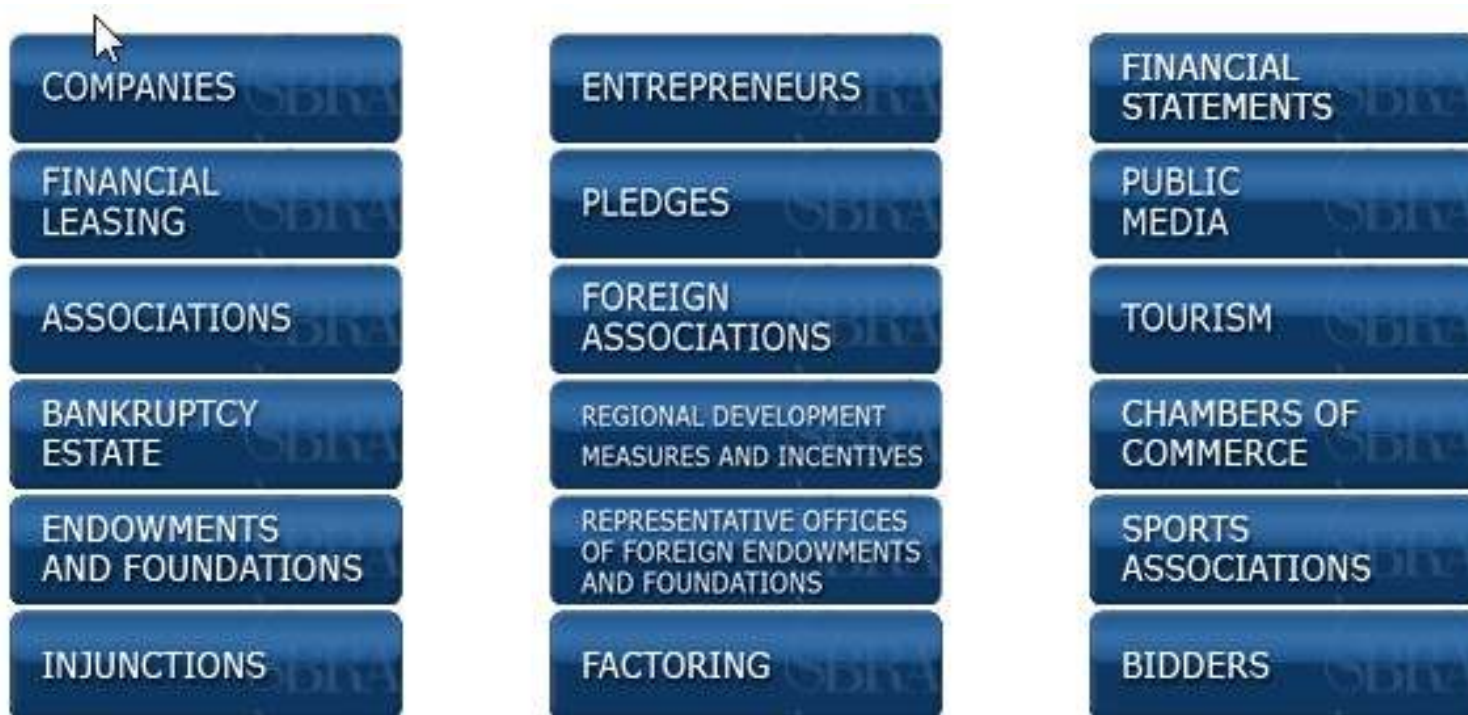 COMPANIES
ENTREPRENEURS
FINANCIAL
STATEMENTS
FINANCIAL
LEASING
PLEDGES
PUBLIC
MEDIA
ASSOCIATIONS
FOREIGN
ASSOCIATIONS
TOURISM
BANKRUPTCY
ESTATE
REGIONAL DEVELOPMENT
MEASURES AND INCENTIVES
CHAMBERS OF
COMMERCE
ENDOWMENTS
AND FOUNDATIONS
REPRESENTATIVE OFFICES
OF FOREIGN ENDOWMENTS
AND FOUNDATIONS
SPORTS
ASSOCIATIONS
INJUNCTIONS
FACTORING
BIDDERS